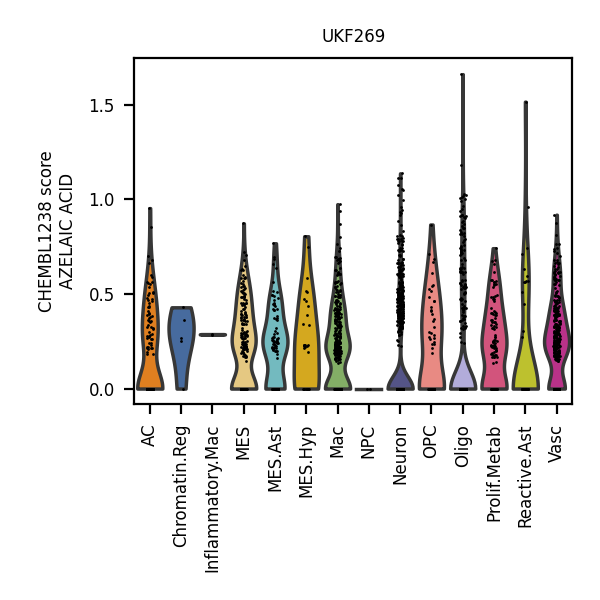 UKF269
CHEMBL1238 score
AZELAIC ACID
1.5
1.0
0.5
0.0
AC
Chromatin.Reg
Inflammatory.Mac
MES
MES.Ast
MES.Hyp
Mac
NPC
Neuron
OPC
Oligo
Prolif.Metab
Reactive.Ast
Vasc